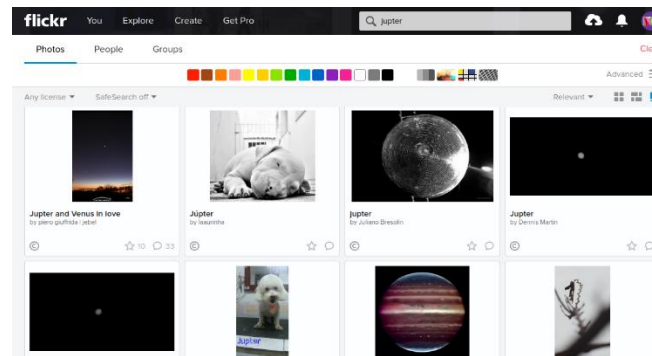 flickr You Explore Create Get Pro jupter
Photos People Groups Cle
Advanced
Any license SafeSearch off Relevant
Jupter and Venus in love
by piero giuffrida | jebel
10 33
Júpter
by laaurinha
jupter
by Juliano Bresolin
Jupter
by Dennis Martin
Jupter